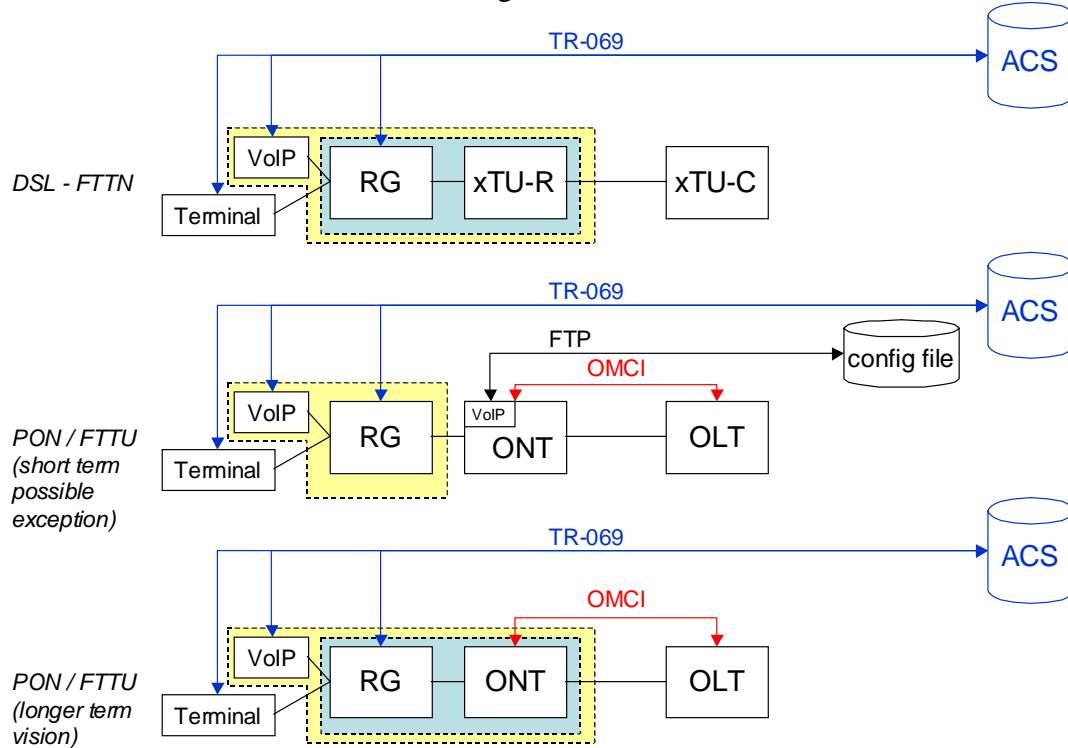 TR-069
ACS
VoIP
RG
xTU-R
xTU-C
DSL - FTTN
Terminal
TR-069
ACS
FTP
config file
OMCI
VoIP
VoIP
RG
ONT
OLT
PON / FTTU
(short term
possible
exception)
Terminal
TR-069
ACS
OMCI
VoIP
RG
ONT
OLT
PON / FTTU
(longer term
vision)
Terminal